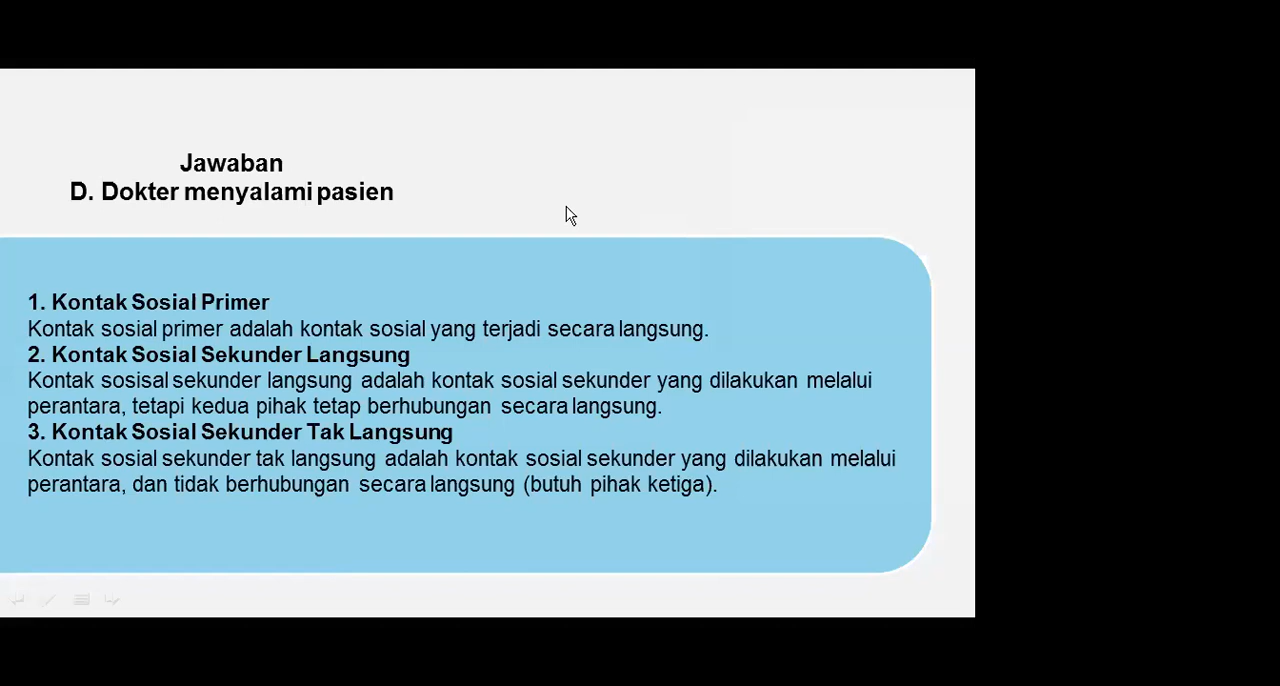 Jawaban
D. Dokter menyalami pasien
1. Kontak Sosial Primer
Kontak sosial primer adalah kontak sosial yang terjadi secara langsung.
2. Kontak Sosial Sekunder Langsung
Kontak sosisal sekunder langsung adalah kontak sosial sekunder yang dilakukan melalui
perantara, tetapi kedua pihak tetap berhubungan secara langsung.
3. Kontak Sosial Sekunder Tak Langsung
Kontak sosial sekunder tak langsung adalah kontak sosial sekunder yang dilakukan melalui
perantara, dan tidak berhubungan secara langsung (butuh pihak ketiga).